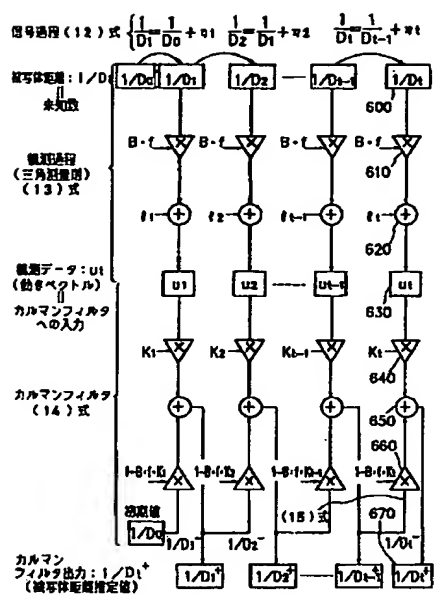 信号過程(12)式 { 1/D1 = 1/D0 + n1 1/D2 = 1/D1 + n2 1/Dt = 1/Dt-1 + nt
被写体距離:1/Dt 1/D0 1/D1 1/D2 1/Dt-1 1/Dt
||
未知数
600
B・f B・f B・f B・f
610
観測過程
(三角測量則)
(13)式
ℓ1 ℓ2 ℓt-1 ℓt
620
観測データ:ut u1 u2 ut-1 ut
(動きベクトル)
630
||
カルマンフィルタ
への入力
K1 K2 Kt-1 Kt
640
カルマンフィルタ
(14)式
650
660
1-B・f・K1 1-B・f・K2 1-B・f・Kt-1 1-B・f・Kt
初期値 (15)式 670
1/D0 1/D1- 1/D2- 1/Dt-
カルマン
フィルタ出力:1/Dt+ 1/D1+ 1/D2+ 1/Dt-1+ 1/Dt+
(被写体距離推定値)